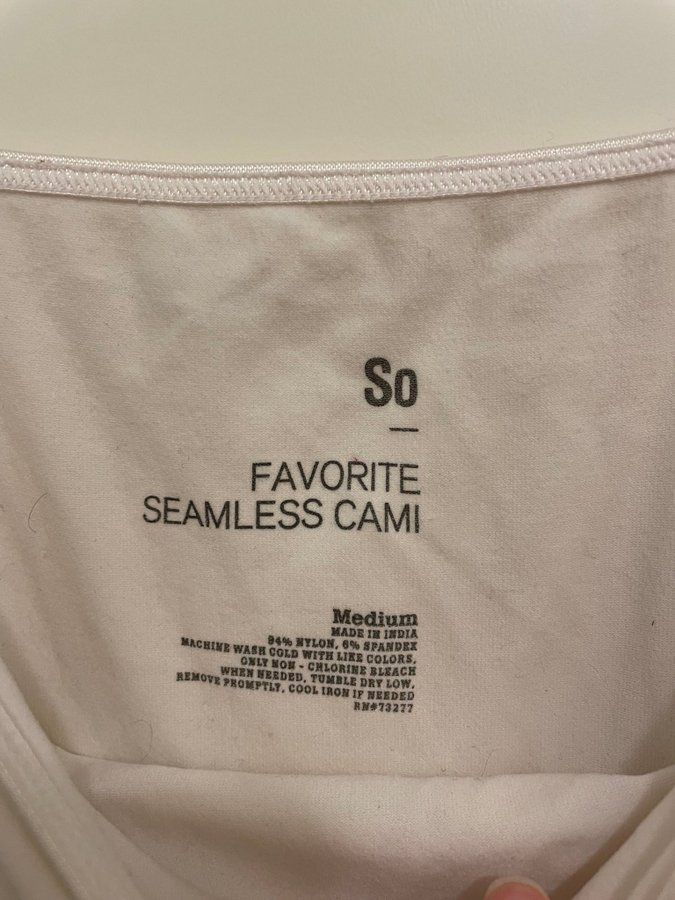 So
FAVORITE
SEAMLESS CAMI
Medium
MADE IN INDIA
94% NYLON, 6% SPANDEX
MACHINE WASH COLD WITH LIKE COLORS,
ONLY NON - CHLORINE BLEACH
WHEN NEEDED, TUMBLE DRY LOW,
REMOVE PROMPTLY, COOL IRON IF NEEDED
RN#73277